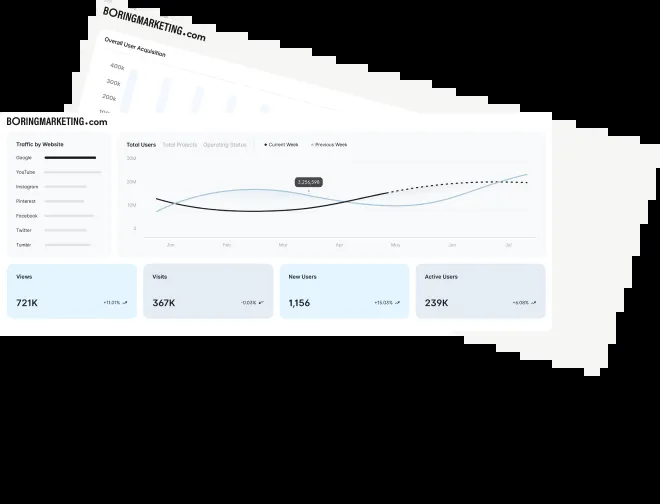 BORINGMARKETING.com
Overall User Acquisition
400k
300k
200k
BORINGMARKETING.com
Traffic by Website
Google
YouTube
Instagram
Pinterest
Facebook
Twitter
Tumblr
Total Users Total Projects Operating Status Current Week Previous Week
30M
20M
10M
0
3,256,598
Jan Feb Mar Apr May Jun Jul
Views
721K
+11.01%
Visits
367K
-0.03%
New Users
1,156
+15.03%
Active Users
239K
+6.08%